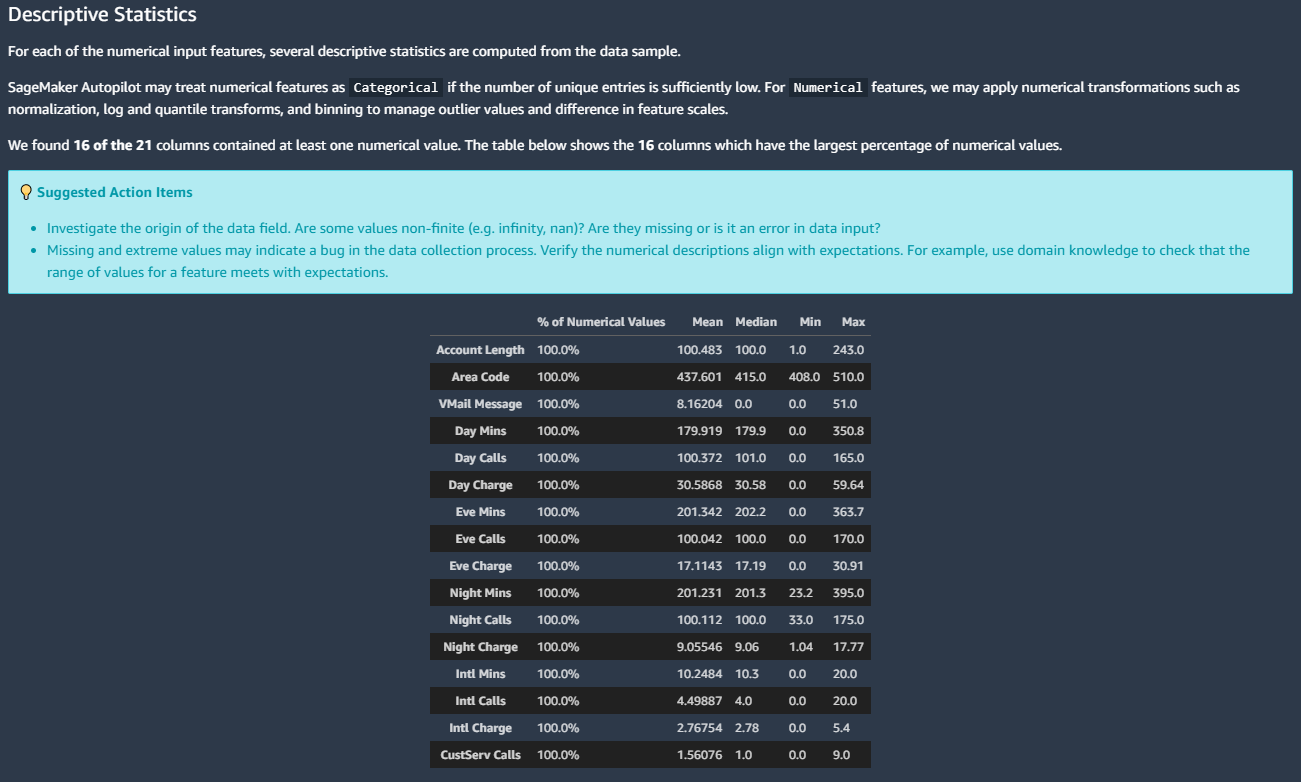 Descriptive Statistics
For each of the numerical input features, several descriptive statistics are computed from the data sample.
SageMaker Autopilot may treat numerical features as Categorical if the number of unique entries is sufficiently low. For Numerical features, we may apply numerical transformations such as
normalization, log and quantile transforms, and binning to manage outlier values and difference in feature scales.
We found 16 of the 21 columns contained at least one numerical value. The table below shows the 16 columns which have the largest percentage of numerical values.
Suggested Action Items
• Investigate the origin of the data field. Are some values non-finite (e.g. infinity, nan)? Are they missing or is it an error in data input?
• Missing and extreme values may indicate a bug in the data collection process. Verify the numerical descriptions align with expectations. For example, use domain knowledge to check that the
range of values for a feature meets with expectations.
% of Numerical Values Mean Median Min Max
Account Length 100.0% 100.483 100.0 1.0 243.0
Area Code 100.0% 437.601 415.0 408.0 510.0
VMail Message 100.0% 8.16204 0.0 0.0 51.0
Day Mins 100.0% 179.919 179.9 0.0 350.8
Day Calls 100.0% 100.372 101.0 0.0 165.0
Day Charge 100.0% 30.5868 30.58 0.0 59.64
Eve Mins 100.0% 201.342 202.2 0.0 363.7
Eve Calls 100.0% 100.042 100.0 0.0 170.0
Eve Charge 100.0% 17.1143 17.19 0.0 30.91
Night Mins 100.0% 201.231 201.3 23.2 395.0
Night Calls 100.0% 100.112 100.0 33.0 175.0
Night Charge 100.0% 9.05546 9.06 1.04 17.77
Intl Mins 100.0% 10.2484 10.3 0.0 20.0
Intl Calls 100.0% 4.49887 4.0 0.0 20.0
Intl Charge 100.0% 2.76754 2.78 0.0 5.4
CustServ Calls 100.0% 1.56076 1.0 0.0 9.0